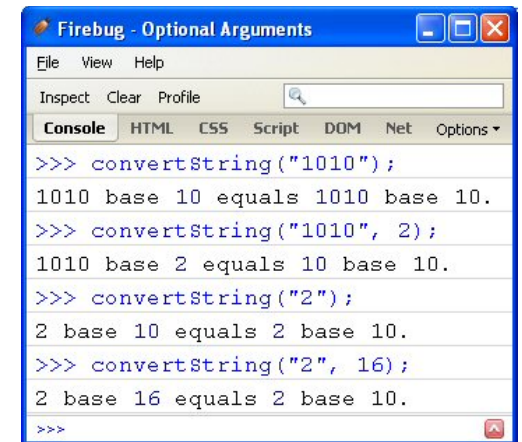 Firebug - Optional Arguments
File View Help
Inspect Clear Profile
Console HTML CSS Script DOM Net Options
>>> convertString("1010");
1010 base 10 equals 1010 base 10.
>>> convertString("1010", 2);
1010 base 2 equals 10 base 10.
>>> convertString("2");
2 base 10 equals 2 base 10.
>>> convertString("2", 16);
2 base 16 equals 2 base 10.
>>>